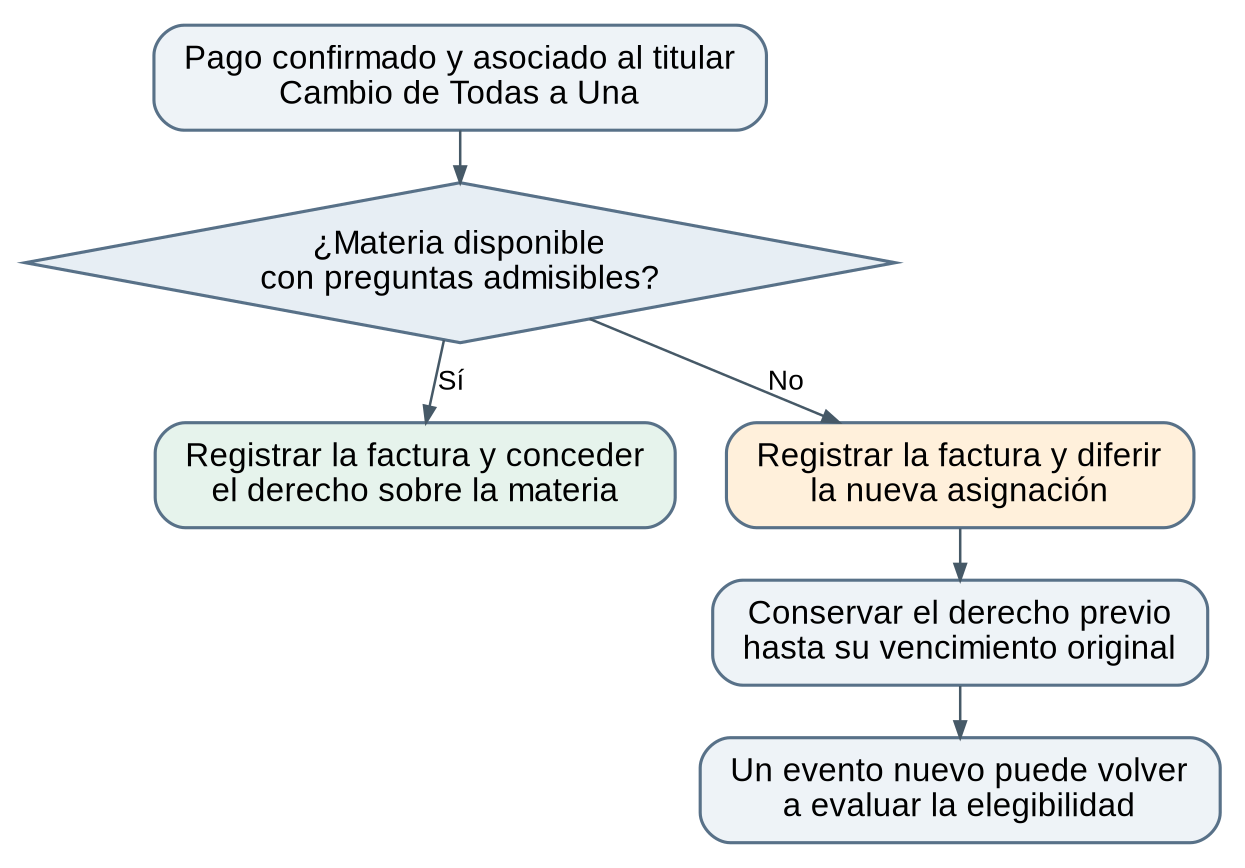 Pago confirmado y asociado al titular
Cambio de Todas a Una
¿Materia disponible
con preguntas admisibles?
Sí
No
Registrar la factura y conceder
el derecho sobre la materia
Registrar la factura y diferir
la nueva asignación
Conservar el derecho previo
hasta su vencimiento original
Un evento nuevo puede volver
a evaluar la elegibilidad